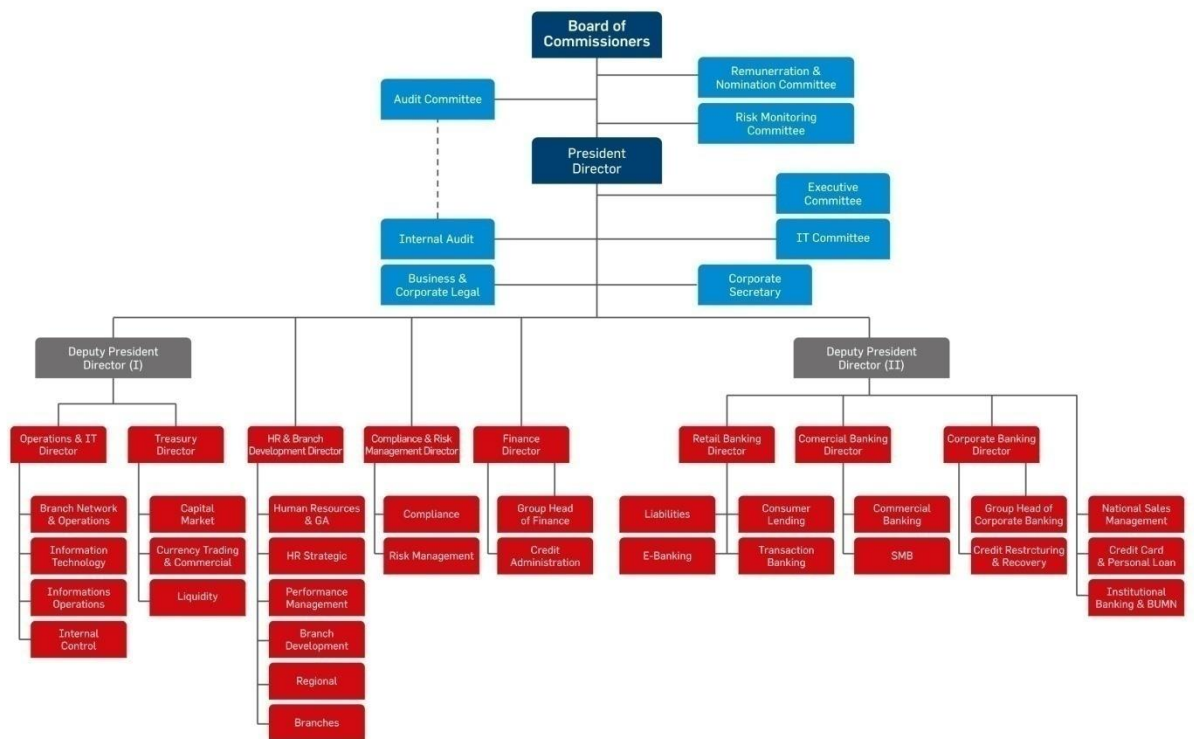 Board of
Commissioners
Remunerration &
Nomination Committee
Audit Committee
Risk Monitoring
Committee
President
Director
Executive
Committee
Internal Audit
IT Committee
Business &
Corporate Legal
Corporate
Secretary
Deputy President
Director (I)
Deputy President
Director (II)
Operations & IT
Director
Treasury
Director
HR & Branch
Development Director
Compliance & Risk
Management Director
Finance
Director
Retail Banking
Director
Comercial Banking
Director
Corporate Banking
Director
Branch Network
& Operations
Information
Technology
Informations
Operations
Internal
Control
Capital
Market
Currency Trading
& Commercial
Liquidity
Human Resources
& GA
HR Strategic
Performance
Management
Branch
Development
Regional
Branches
Compliance
Risk Management
Group Head
of Finance
Credit
Administration
Liabilities
E-Banking
Consumer
Lending
Transaction
Banking
Commercial
Banking
SMB
Group Head of
Corporate Banking
Credit Restrcturing
& Recovery
National Sales
Management
Credit Card
& Personal Loan
Institutional
Banking & BUMN